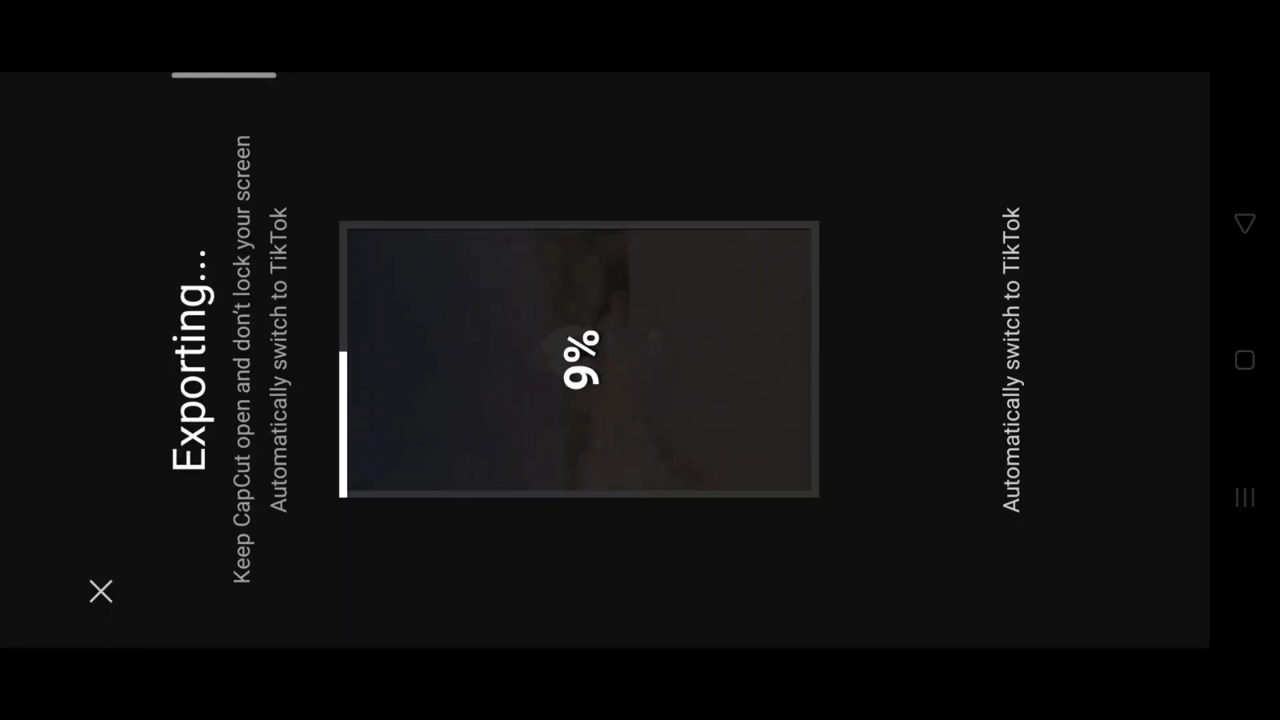 Exporting...
Keep CapCut open and don't lock your screen
Automatically switch to TikTok
9%
Automatically switch to TikTok